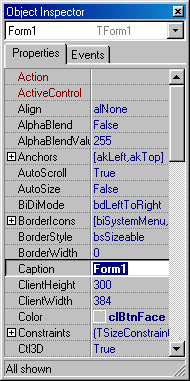 Object Inspector
Form1 TForm1
Properties Events
Action
ActiveControl
Align alNone
AlphaBlend False
AlphaBlendValu 255
Anchors [akLeft,akTop]
AutoScroll True
AutoSize False
BiDiMode bdLeftToRight
BorderIcons [biSystemMenu,
BorderStyle bsSizeable
BorderWidth 0
Caption Form1
ClientHeight 300
ClientWidth 384
Color clBtnFace
Constraints (TSizeConstrain
Ctl3D True
All shown